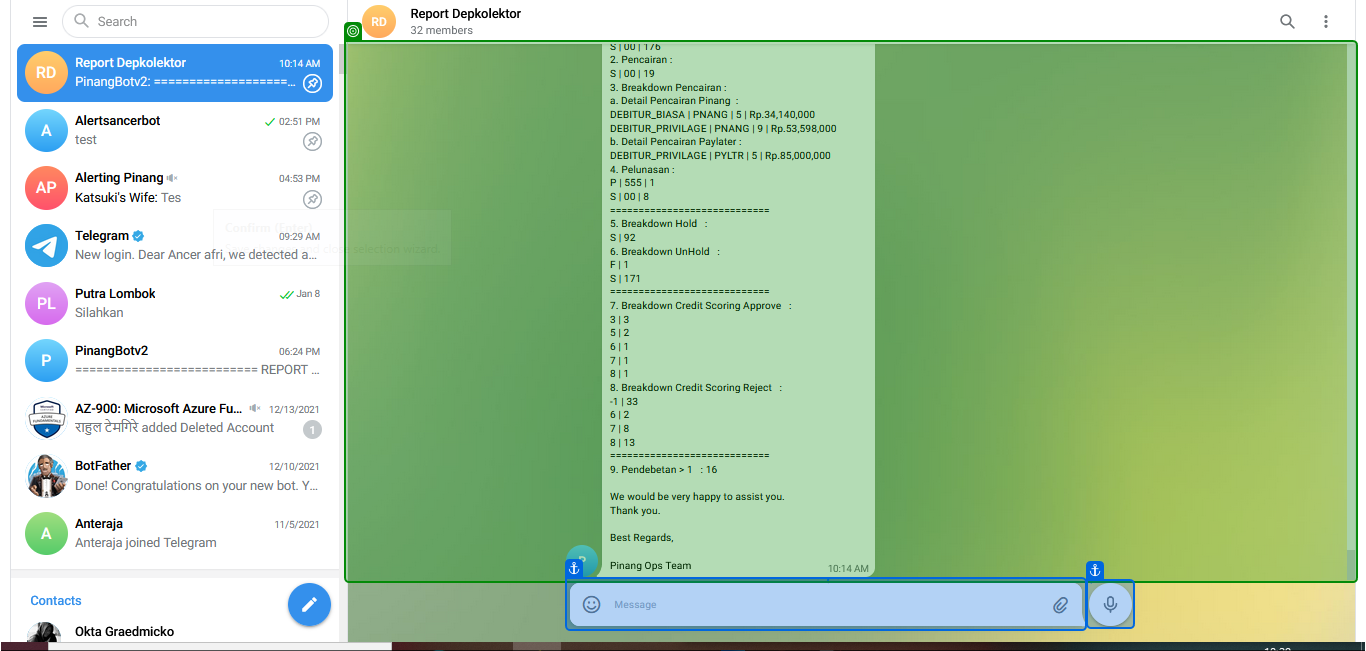 Search
RD
Report Depkolektor
10:14 AM
PinangBotv2: ====================...
A
Alertsancerbot
02:51 PM
test
AP
Alerting Pinang
04:53 PM
Katsuki's Wife: Tes
Telegram
09:29 AM
New login. Dear Ancer afri, we detected a...
PL
Putra Lombok
Jan 8
Silahkan
P
PinangBotv2
06:24 PM
========================== REPORT ...
AZ-900: Microsoft Azure Fu...
12/13/2021
राहुल टेमगिरे added Deleted Account
1
BotFather
12/10/2021
Done! Congratulations on your new bot. Y...
A
Anteraja
11/5/2021
Anteraja joined Telegram
Contacts
Okta Graedmicko
RD
Report Depkolektor
32 members
S | 00 | 176
2. Pencairan :
S | 00 | 19
3. Breakdown Pencairan :
a. Detail Pencairan Pinang :
DEBITUR_BIASA | PNANG | 5 | Rp.34,140,000
DEBITUR_PRIVILAGE | PNANG | 9 | Rp.53,598,000
b. Detail Pencairan Paylater :
DEBITUR_PRIVILAGE | PYLTR | 5 | Rp.85,000,000
4. Pelunasan :
P | 555 | 1
S | 00 | 8
============================
5. Breakdown Hold :
S | 92
6. Breakdown UnHold :
F | 1
S | 171
============================
7. Breakdown Credit Scoring Approve :
3 | 3
5 | 2
6 | 1
7 | 1
8 | 1
8. Breakdown Credit Scoring Reject :
-1 | 33
6 | 2
7 | 8
8 | 13
============================
9. Pendebetan > 1 : 16
We would be very happy to assist you.
Thank you.
Best Regards,
Pinang Ops Team
10:14 AM
Message